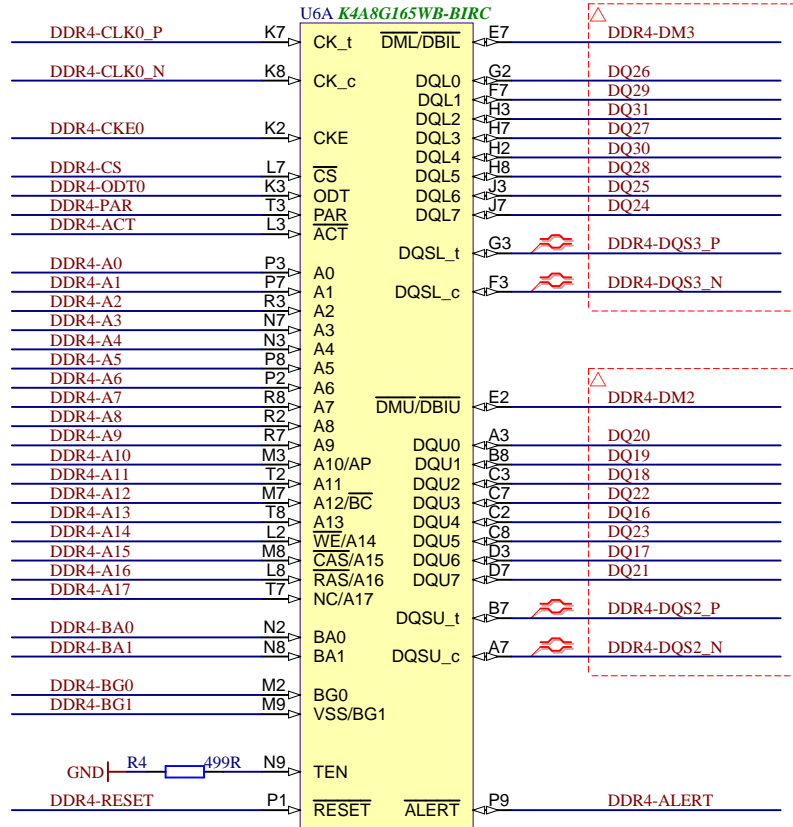 U6A K4A8G165WB-BIRC
DDR4-CLK0_P K7 CK_t DML/DBIL E7 DDR4-DM3
DDR4-CLK0_N K8 CK_c DQL0 G2 DQ26
DQL1 F7 DQ29
DQL2 H3 DQ31
DDR4-CKE0 K2 CKE DQL3 H7 DQ27
DQL4 H2 DQ30
DDR4-CS L7 CS DQL5 H8 DQ28
DDR4-ODT0 K3 ODT DQL6 J3 DQ25
DDR4-PAR T3 PAR DQL7 J7 DQ24
DDR4-ACT L3 ACT
DQSL_t G3 DDR4-DQS3_P
DDR4-A0 P3 A0
DDR4-A1 P7 A1 DQSL_c F3 DDR4-DQS3_N
DDR4-A2 R3 A2
DDR4-A3 N7 A3
DDR4-A4 N3 A4
DDR4-A5 P8 A5
DDR4-A6 P2 A6
DDR4-A7 R8 A7 DMU/DBIU E2 DDR4-DM2
DDR4-A8 R2 A8
DDR4-A9 R7 A9 DQU0 A3 DQ20
DDR4-A10 M3 A10/AP DQU1 B8 DQ19
DDR4-A11 T2 A11 DQU2 C3 DQ18
DDR4-A12 M7 A12/BC DQU3 C7 DQ22
DDR4-A13 T8 A13 DQU4 C2 DQ16
DDR4-A14 L2 WE/A14 DQU5 C8 DQ23
DDR4-A15 M8 CAS/A15 DQU6 D3 DQ17
DDR4-A16 L8 RAS/A16 DQU7 D7 DQ21
DDR4-A17 T7 NC/A17
DQSU_t B7 DDR4-DQS2_P
DDR4-BA0 N2 BA0
DDR4-BA1 N8 BA1 DQSU_c A7 DDR4-DQS2_N
DDR4-BG0 M2 BG0
DDR4-BG1 M9 VSS/BG1
GND R4 499R N9 TEN
DDR4-RESET P1 RESET ALERT P9 DDR4-ALERT